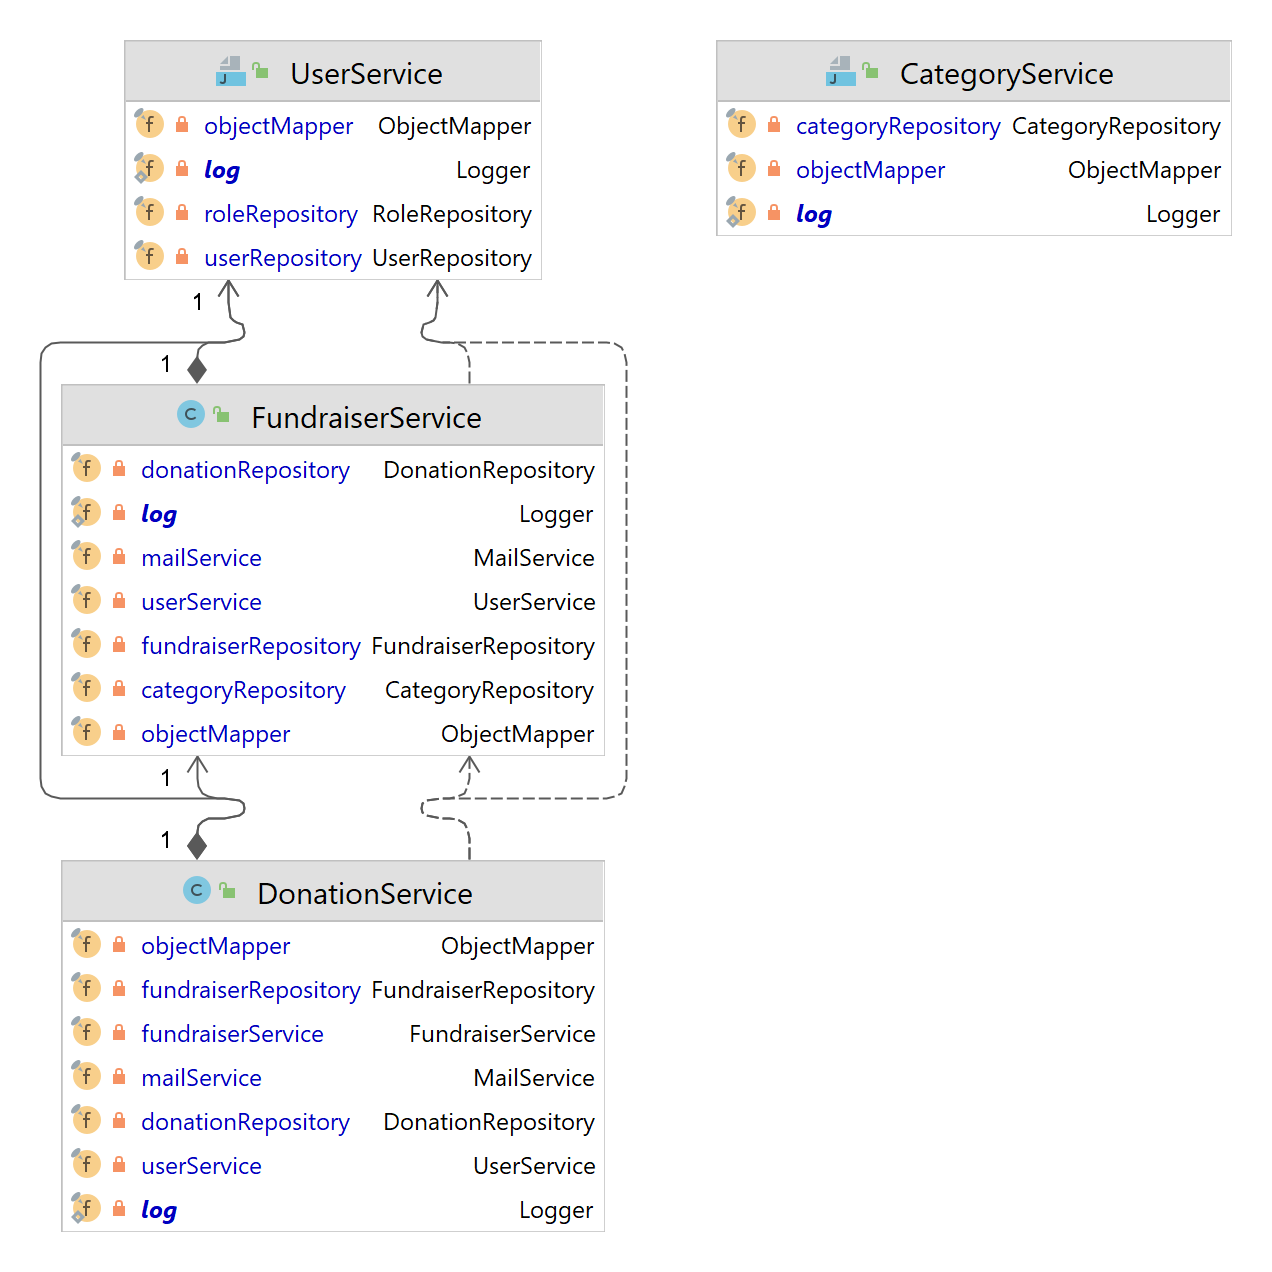 UserService
objectMapper ObjectMapper
log Logger
roleRepository RoleRepository
userRepository UserRepository
CategoryService
categoryRepository CategoryRepository
objectMapper ObjectMapper
log Logger
1
1
FundraiserService
donationRepository DonationRepository
log Logger
mailService MailService
userService UserService
fundraiserRepository FundraiserRepository
categoryRepository CategoryRepository
objectMapper ObjectMapper
1
1
DonationService
objectMapper ObjectMapper
fundraiserRepository FundraiserRepository
fundraiserService FundraiserService
mailService MailService
donationRepository DonationRepository
userService UserService
log Logger